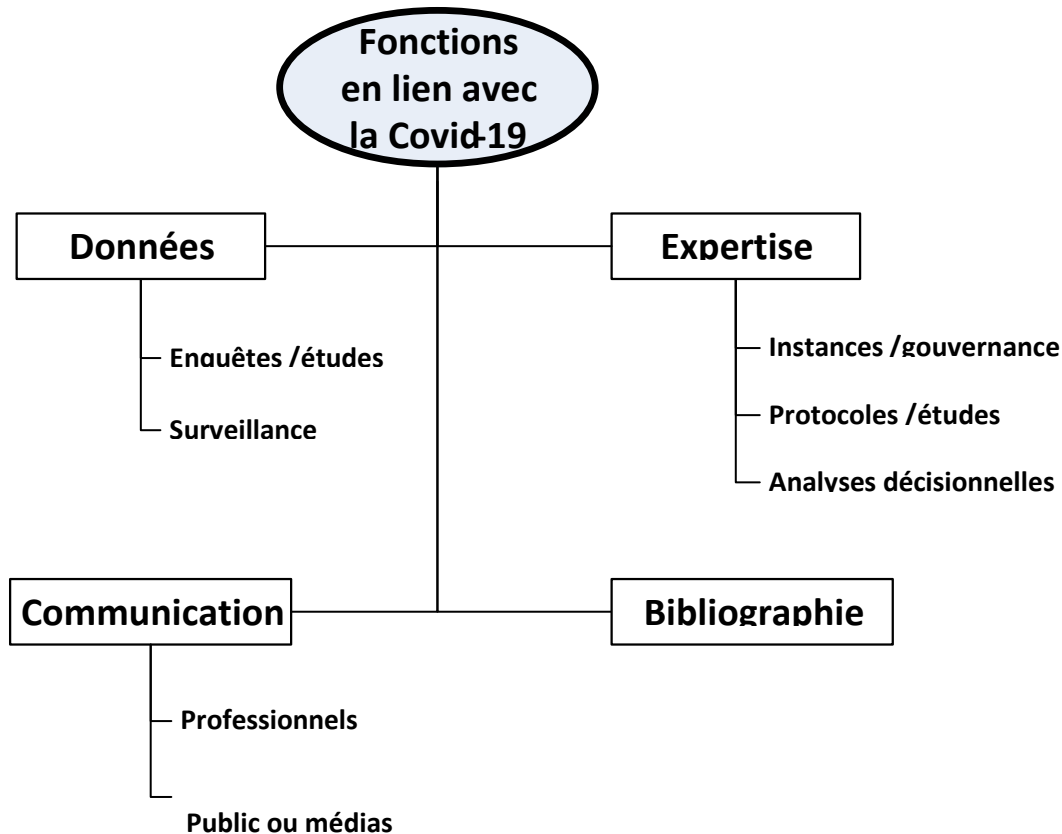 Fonctions
en lien avec
la Covid-19
Données
Expertise
Enquêtes /études
Surveillance
Instances /gouvernance
Protocoles /études
Analyses décisionnelles
Communication
Bibliographie
Professionnels
Public ou médias